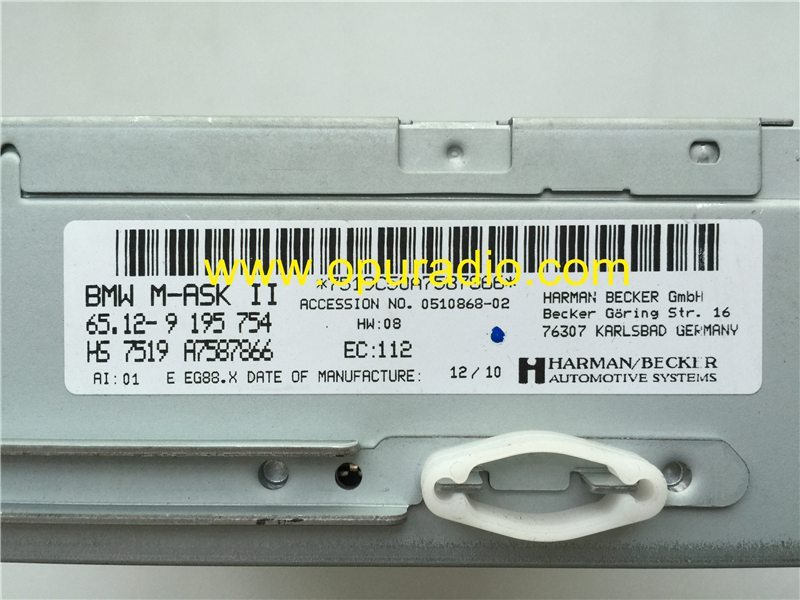 www.opuradio.com
BMW M-ASK II
65.12-9 195 754
HS 7519 A7587866
AI:01 E EG88.X DATE OF MANUFACTURE: 12/10
ACCESSION NO. 0510868-02
HW:08
EC:112
HARMAN BECKER GmbH
Becker Göring Str. 16
76307 KARLSBAD GERMANY
HARMAN/BECKER
AUTOMOTIVE SYSTEMS